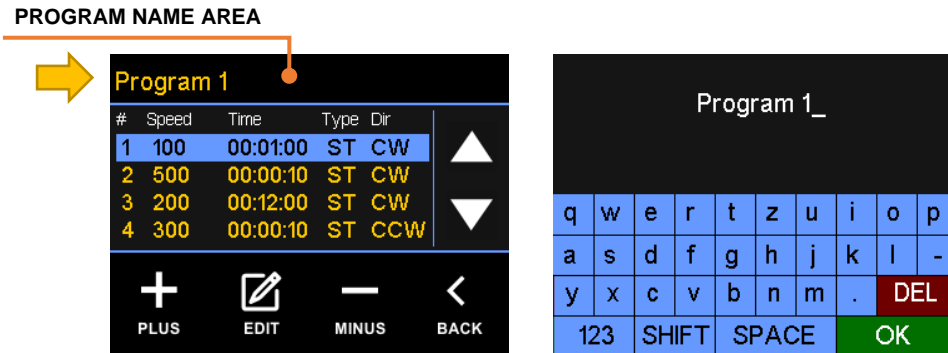 PROGRAM NAME AREA
Program 1
# Speed Time Type Dir
1 100 00:01:00 ST CW
2 500 00:00:10 ST CW
3 200 00:12:00 ST CW
4 300 00:00:10 ST CCW
PLUS EDIT MINUS BACK
Program 1_
q w e r t z u i o p
a s d f g h j k l -
y x c v b n m . DEL
123 SHIFT SPACE OK